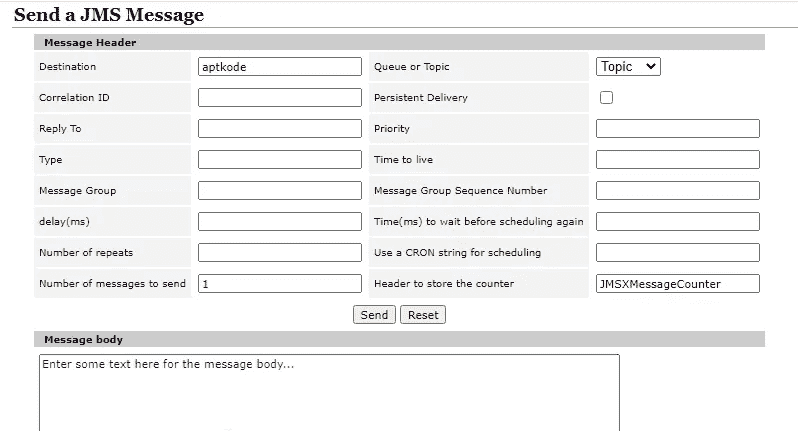 Send a JMS Message
Message Header
Destination aptkode Queue or Topic Topic
Correlation ID Persistent Delivery
Reply To Priority
Type Time to live
Message Group Message Group Sequence Number
delay(ms) Time(ms) to wait before scheduling again
Number of repeats Use a CRON string for scheduling
Number of messages to send 1 Header to store the counter JMSXMessageCounter
Send Reset
Message body
Enter some text here for the message body...